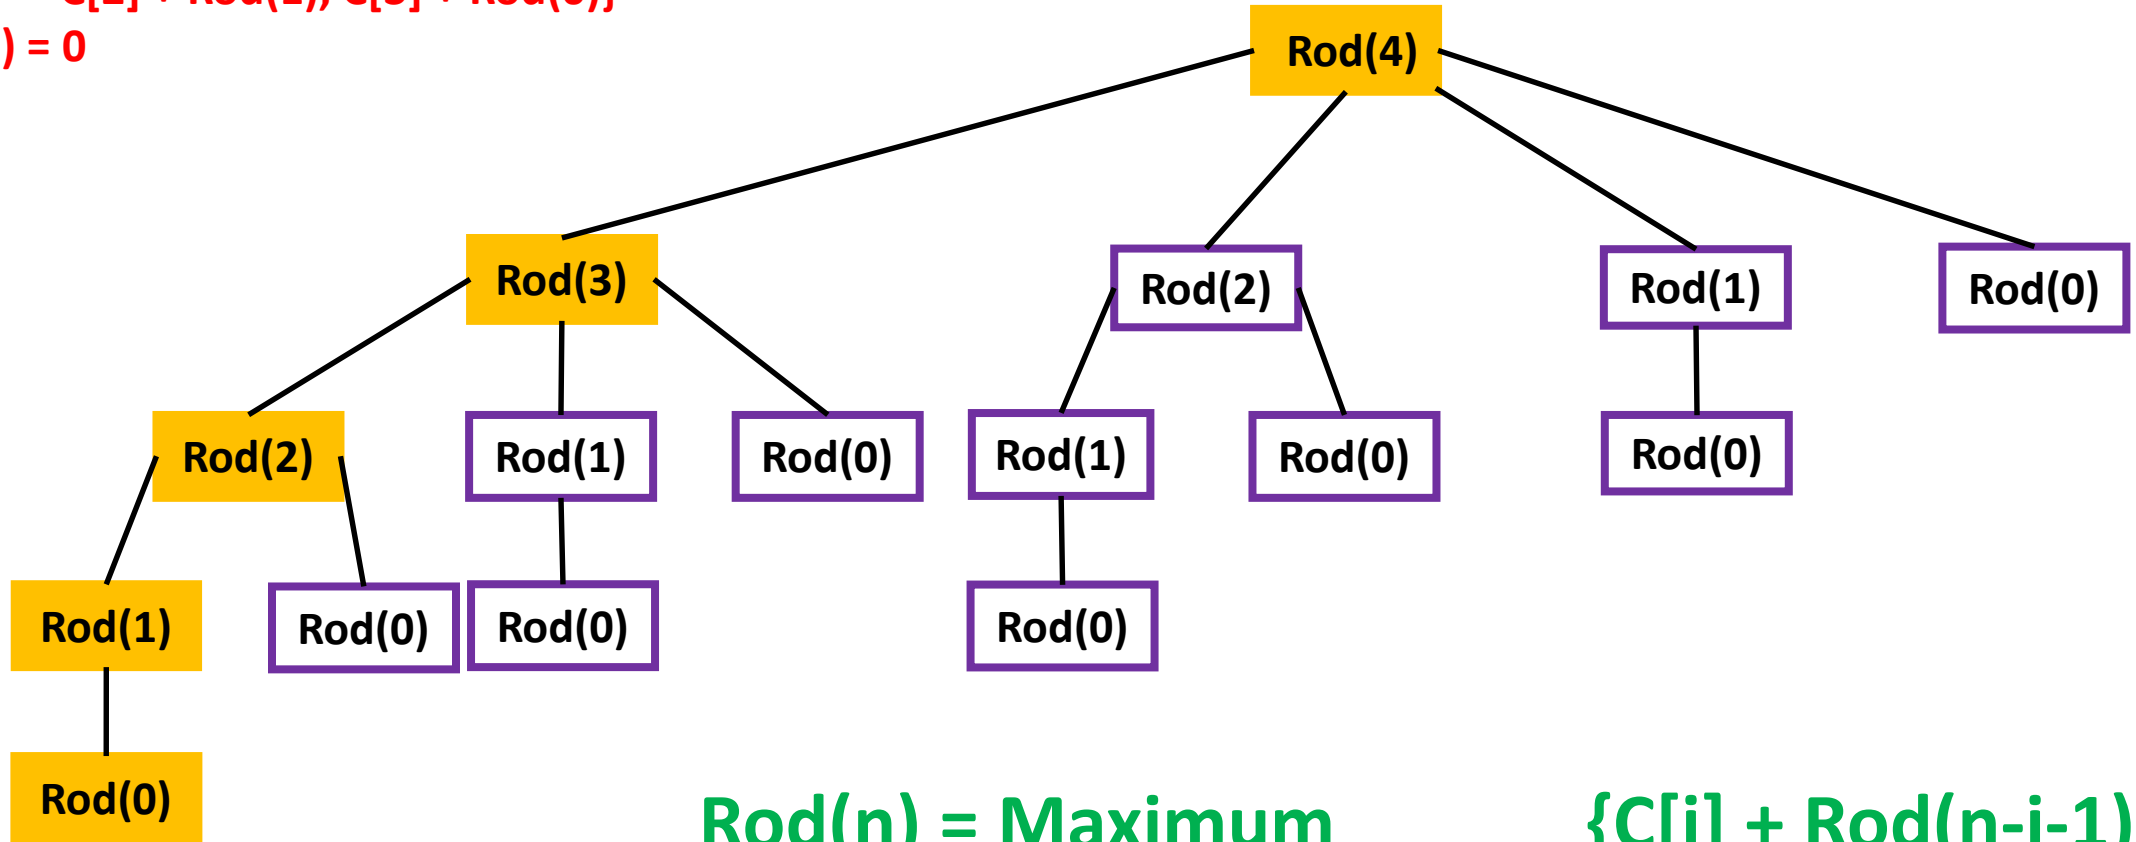 C[2] + Rod(1), C[3] + Rod(0)}
) = 0
Rod(4)
Rod(3) Rod(2) Rod(1) Rod(0)
Rod(2) Rod(1) Rod(0) Rod(1) Rod(0) Rod(0)
Rod(1) Rod(0) Rod(0) Rod(0)
Rod(0)
Rod(n) = Maximum {C[i] + Rod(n-i-1)